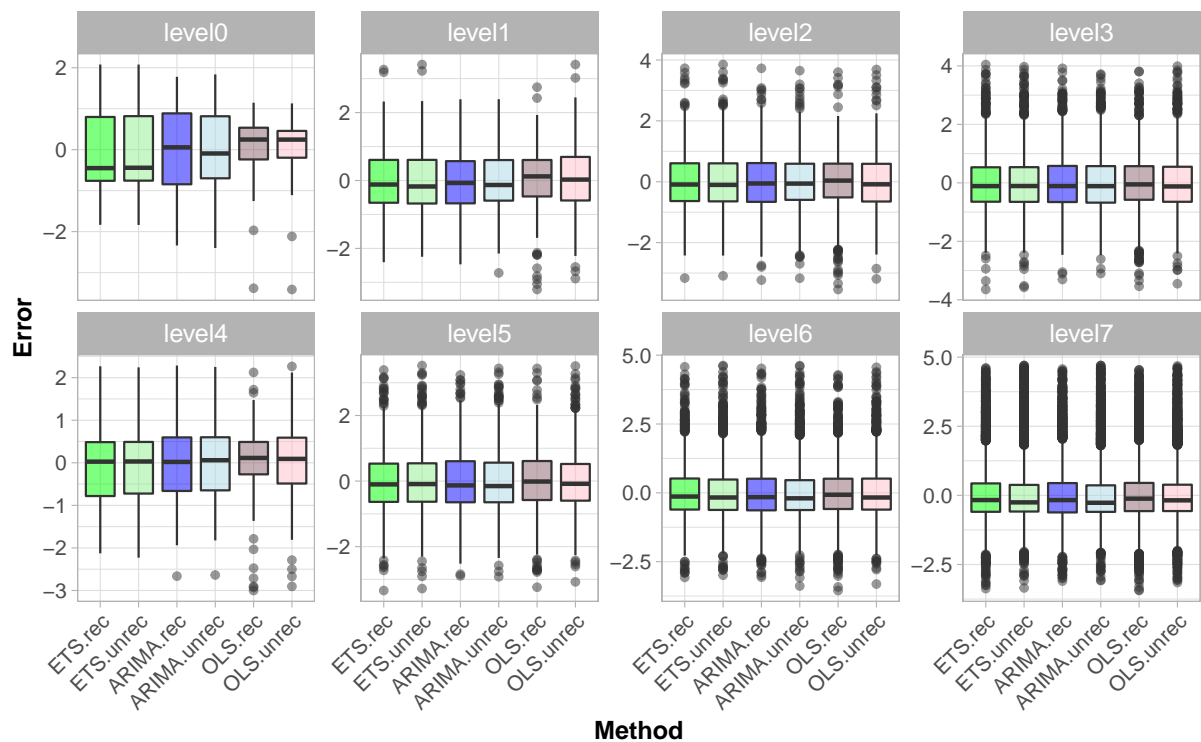 level0 level1 level2 level3
2
0
−2
2
0
−2
4
2
0
−2
4
2
0
−2
−4
level4 level5 level6 level7
2
1
0
−1
−2
−3
2
0
−2
5.0
2.5
0.0
−2.5
5.0
2.5
0.0
−2.5
ETS.rec
ETS.unrec
ARIMA.rec
ARIMA.unrec
OLS.rec
OLS.unrec
ETS.rec
ETS.unrec
ARIMA.rec
ARIMA.unrec
OLS.rec
OLS.unrec
ETS.rec
ETS.unrec
ARIMA.rec
ARIMA.unrec
OLS.rec
OLS.unrec
ETS.rec
ETS.unrec
ARIMA.rec
ARIMA.unrec
OLS.rec
OLS.unrec
Error
Method